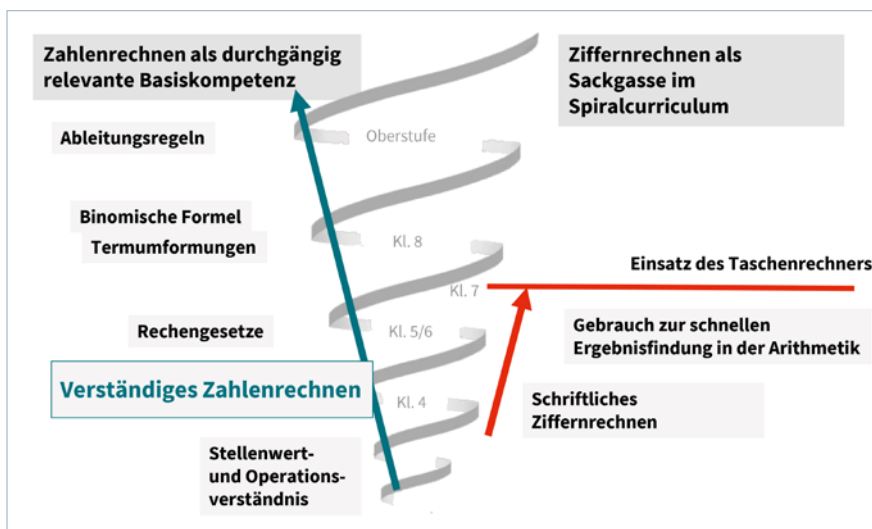 Zahlenrechnen als durchgängig
relevante Basiskompetenz
Ziffernrechnen als
Sackgasse im
Spiralcurriculum
Ableitungsregeln
Oberstufe
Binomische Formel
Termumformungen
Kl. 8
Einsatz des Taschenrechners
Kl. 7
Rechengesetze
Kl. 5/6
Gebrauch zur schnellen
Ergebnisfindung in der Arithmetik
Verständiges Zahlenrechnen
Kl. 4
Schriftliches
Ziffernrechnen
Stellenwert-
und Operations-
verständnis